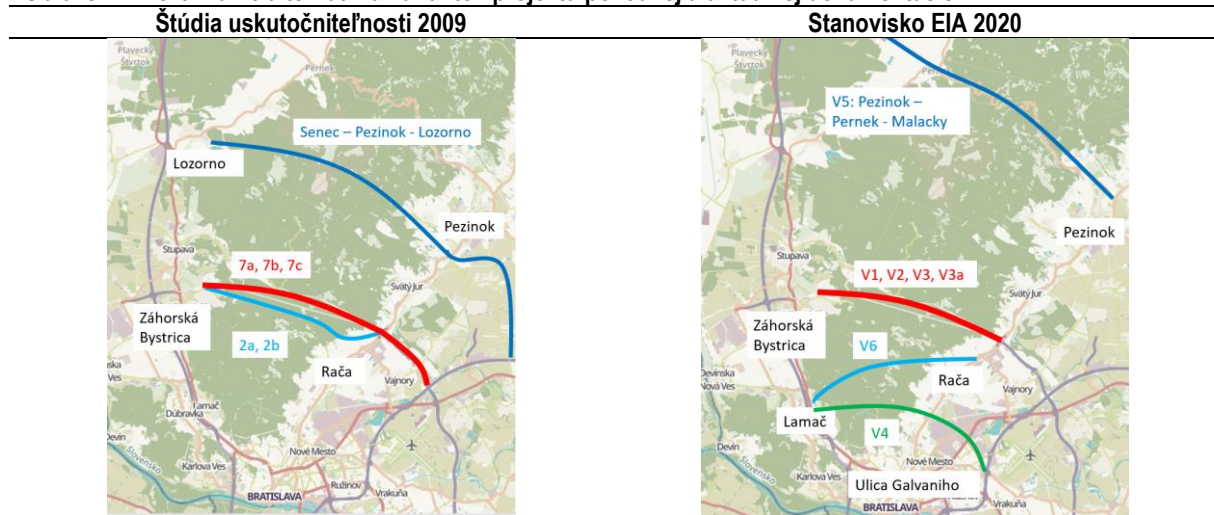 Štúdia uskutočniteľnosti 2009
Stanovisko EIA 2020
Plavecký
Štvrtok
Pernek
Senec – Pezinok - Lozorno
Lozorno
Pezinok
Stupava
7a, 7b, 7c
Svätý Jur
Záhorská
Bystrica
2a, 2b
Rača
Vajnory
Lamač
Dúbravka
Devín
Karlova Ves
Nové Mesto
Slovensko
Ružinov
BRATISLAVA
Vrakuňa
Plavecký
Štvrtok
Pernek
V5: Pezinok –
Pernek - Malacky
Lozorno
Pezinok
Stupava
V1, V2, V3, V3a
Svätý Jur
Záhorská
Bystrica
V6
Devínska
Nová Ves
Rača
Vajnory
Lamač
V4
Devín
Karlova Ves
Nové Mesto
Slovensko
Ulica Galvaniho
BRATISLAVA
Vrakuňa